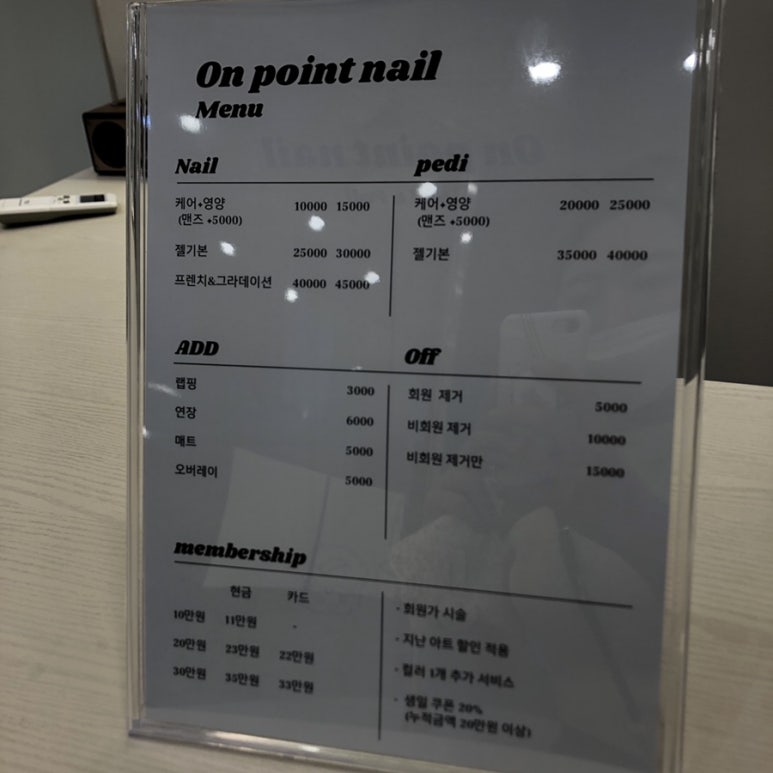 On point nail
Menu
Nail
케어+영양 10000 15000
(맨즈 +5000)
젤기본 25000 30000
프렌치&그라데이션 40000 45000
pedi
케어+영양 20000 25000
(맨즈 +5000)
젤기본 35000 40000
ADD
랩핑 3000
연장 6000
매트 5000
오버레이 5000
Off
회원 제거 5000
비회원 제거 10000
비회원 제거만 15000
membership
현금 카드
10만원 11만원 -
20만원 23만원 22만원
30만원 35만원 33만원
- 회원가 시술
- 지난 아트 할인 적용
- 컬러 1개 추가 서비스
- 생일 쿠폰 20%
(누적금액 20만원 이상)